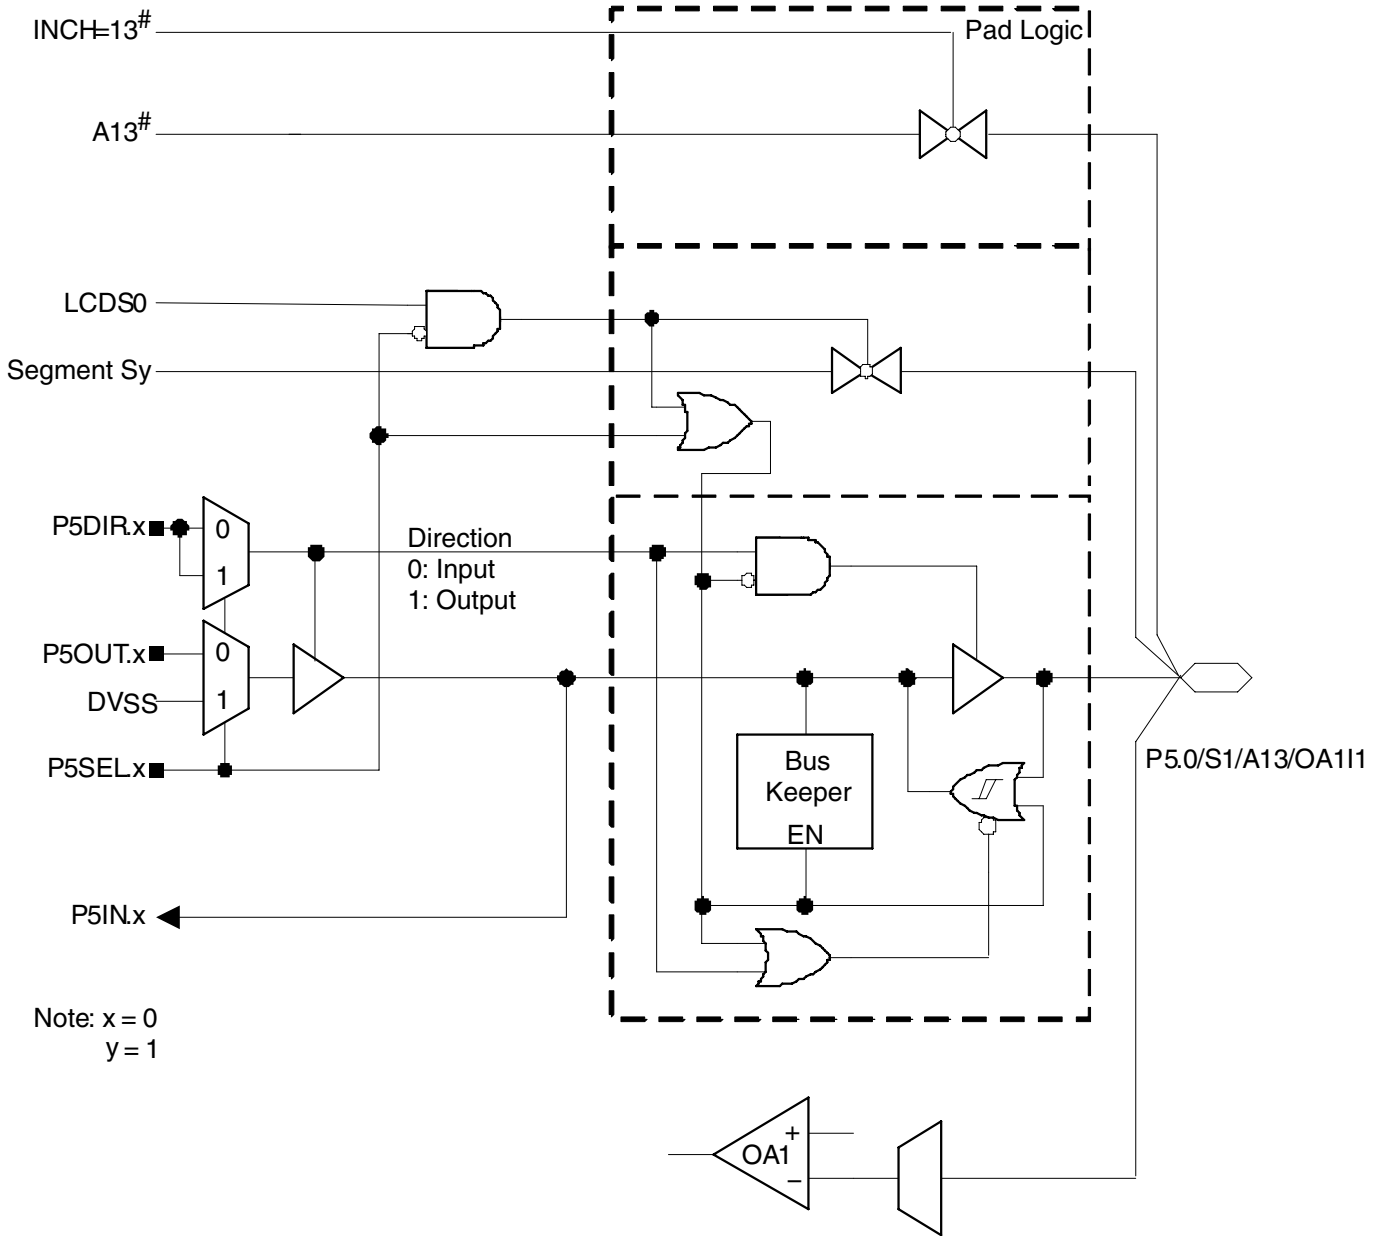 INCH=13#
Pad Logic
A13#
LCDS0
Segment Sy
P5DIR.x
0
1
Direction
0: Input
1: Output
P5OUT.x
0
DVSS
1
P5SEL.x
Bus
Keeper
EN
P5.0/S1/A13/OA1I1
P5IN.x
Note: x = 0
y = 1
+
OA1
−